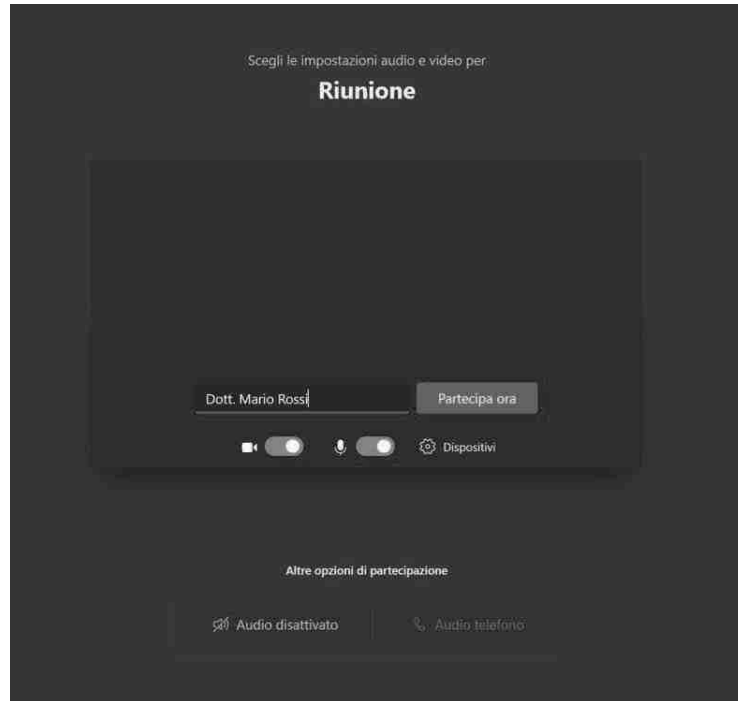 Scegli le impostazioni audio e video per
Riunione
Dott. Mario Rossi
Partecipa ora
Dispositivi
Altre opzioni di partecipazione
Audio disattivato
Audio telefono